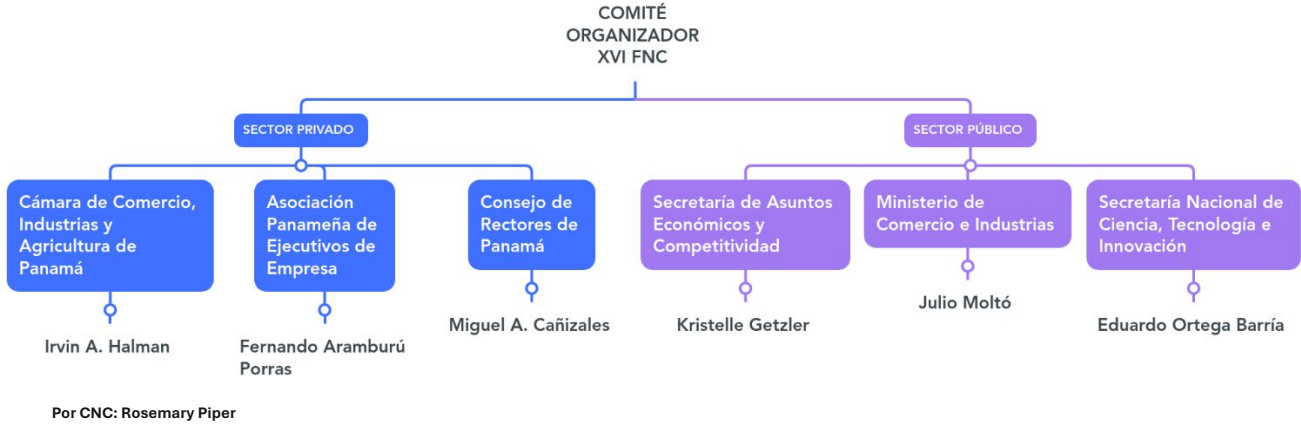 COMITÉ
ORGANIZADOR
XVI FNC
SECTOR PRIVADO
SECTOR PÚBLICO
Cámara de Comercio,
Industrias y
Agricultura de
Panamá
Asociación
Panameña de
Ejecutivos de
Empresa
Consejo de
Rectores de
Panamá
Secretaría de Asuntos
Económicos y
Competitividad
Ministerio de
Comercio e Industrias
Secretaría Nacional de
Ciencia, Tecnología e
Innovación
Irvin A. Halman
Fernando Aramburú
Porras
Miguel A. Cañizales
Kristelle Getzler
Julio Moltó
Eduardo Ortega Barría
Por CNC: Rosemary Piper